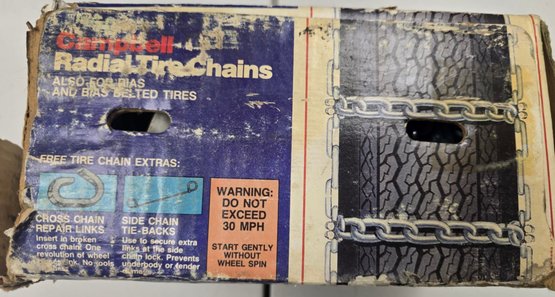 Campbell
Radial Tire Chains
ALSO FOR BIAS
AND BIAS BELTED TIRES
FREE TIRE CHAIN EXTRAS:
CROSS CHAIN
REPAIR LINKS
Insert in broken
cross chain. One
revolution of wheel
link. No tools
SIDE CHAIN
TIE-BACKS
Use to secure extra
links at the side
chain lock. Prevents
underbody or fender
WARNING:
DO NOT
EXCEED
30 MPH
START GENTLY
WITHOUT
WHEEL SPIN